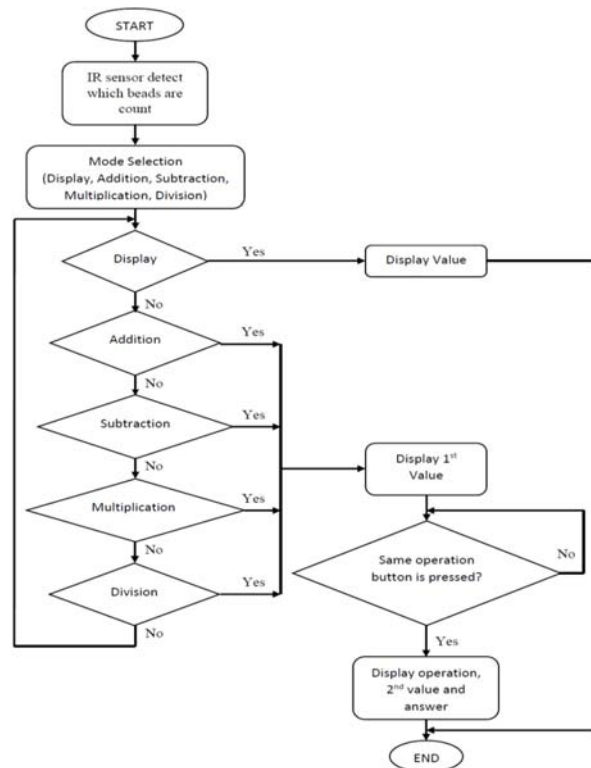 START
IR sensor detect
which beads are
count
Mode Selection
(Display, Addition, Subtraction,
Multiplication, Division)
Display
Yes
Display Value
No
Addition
Yes
No
Subtraction
Yes
No
Multiplication
Yes
No
Division
Yes
No
Display 1st
Value
Same operation
button is pressed?
No
Yes
Display operation,
2nd value and
answer
END